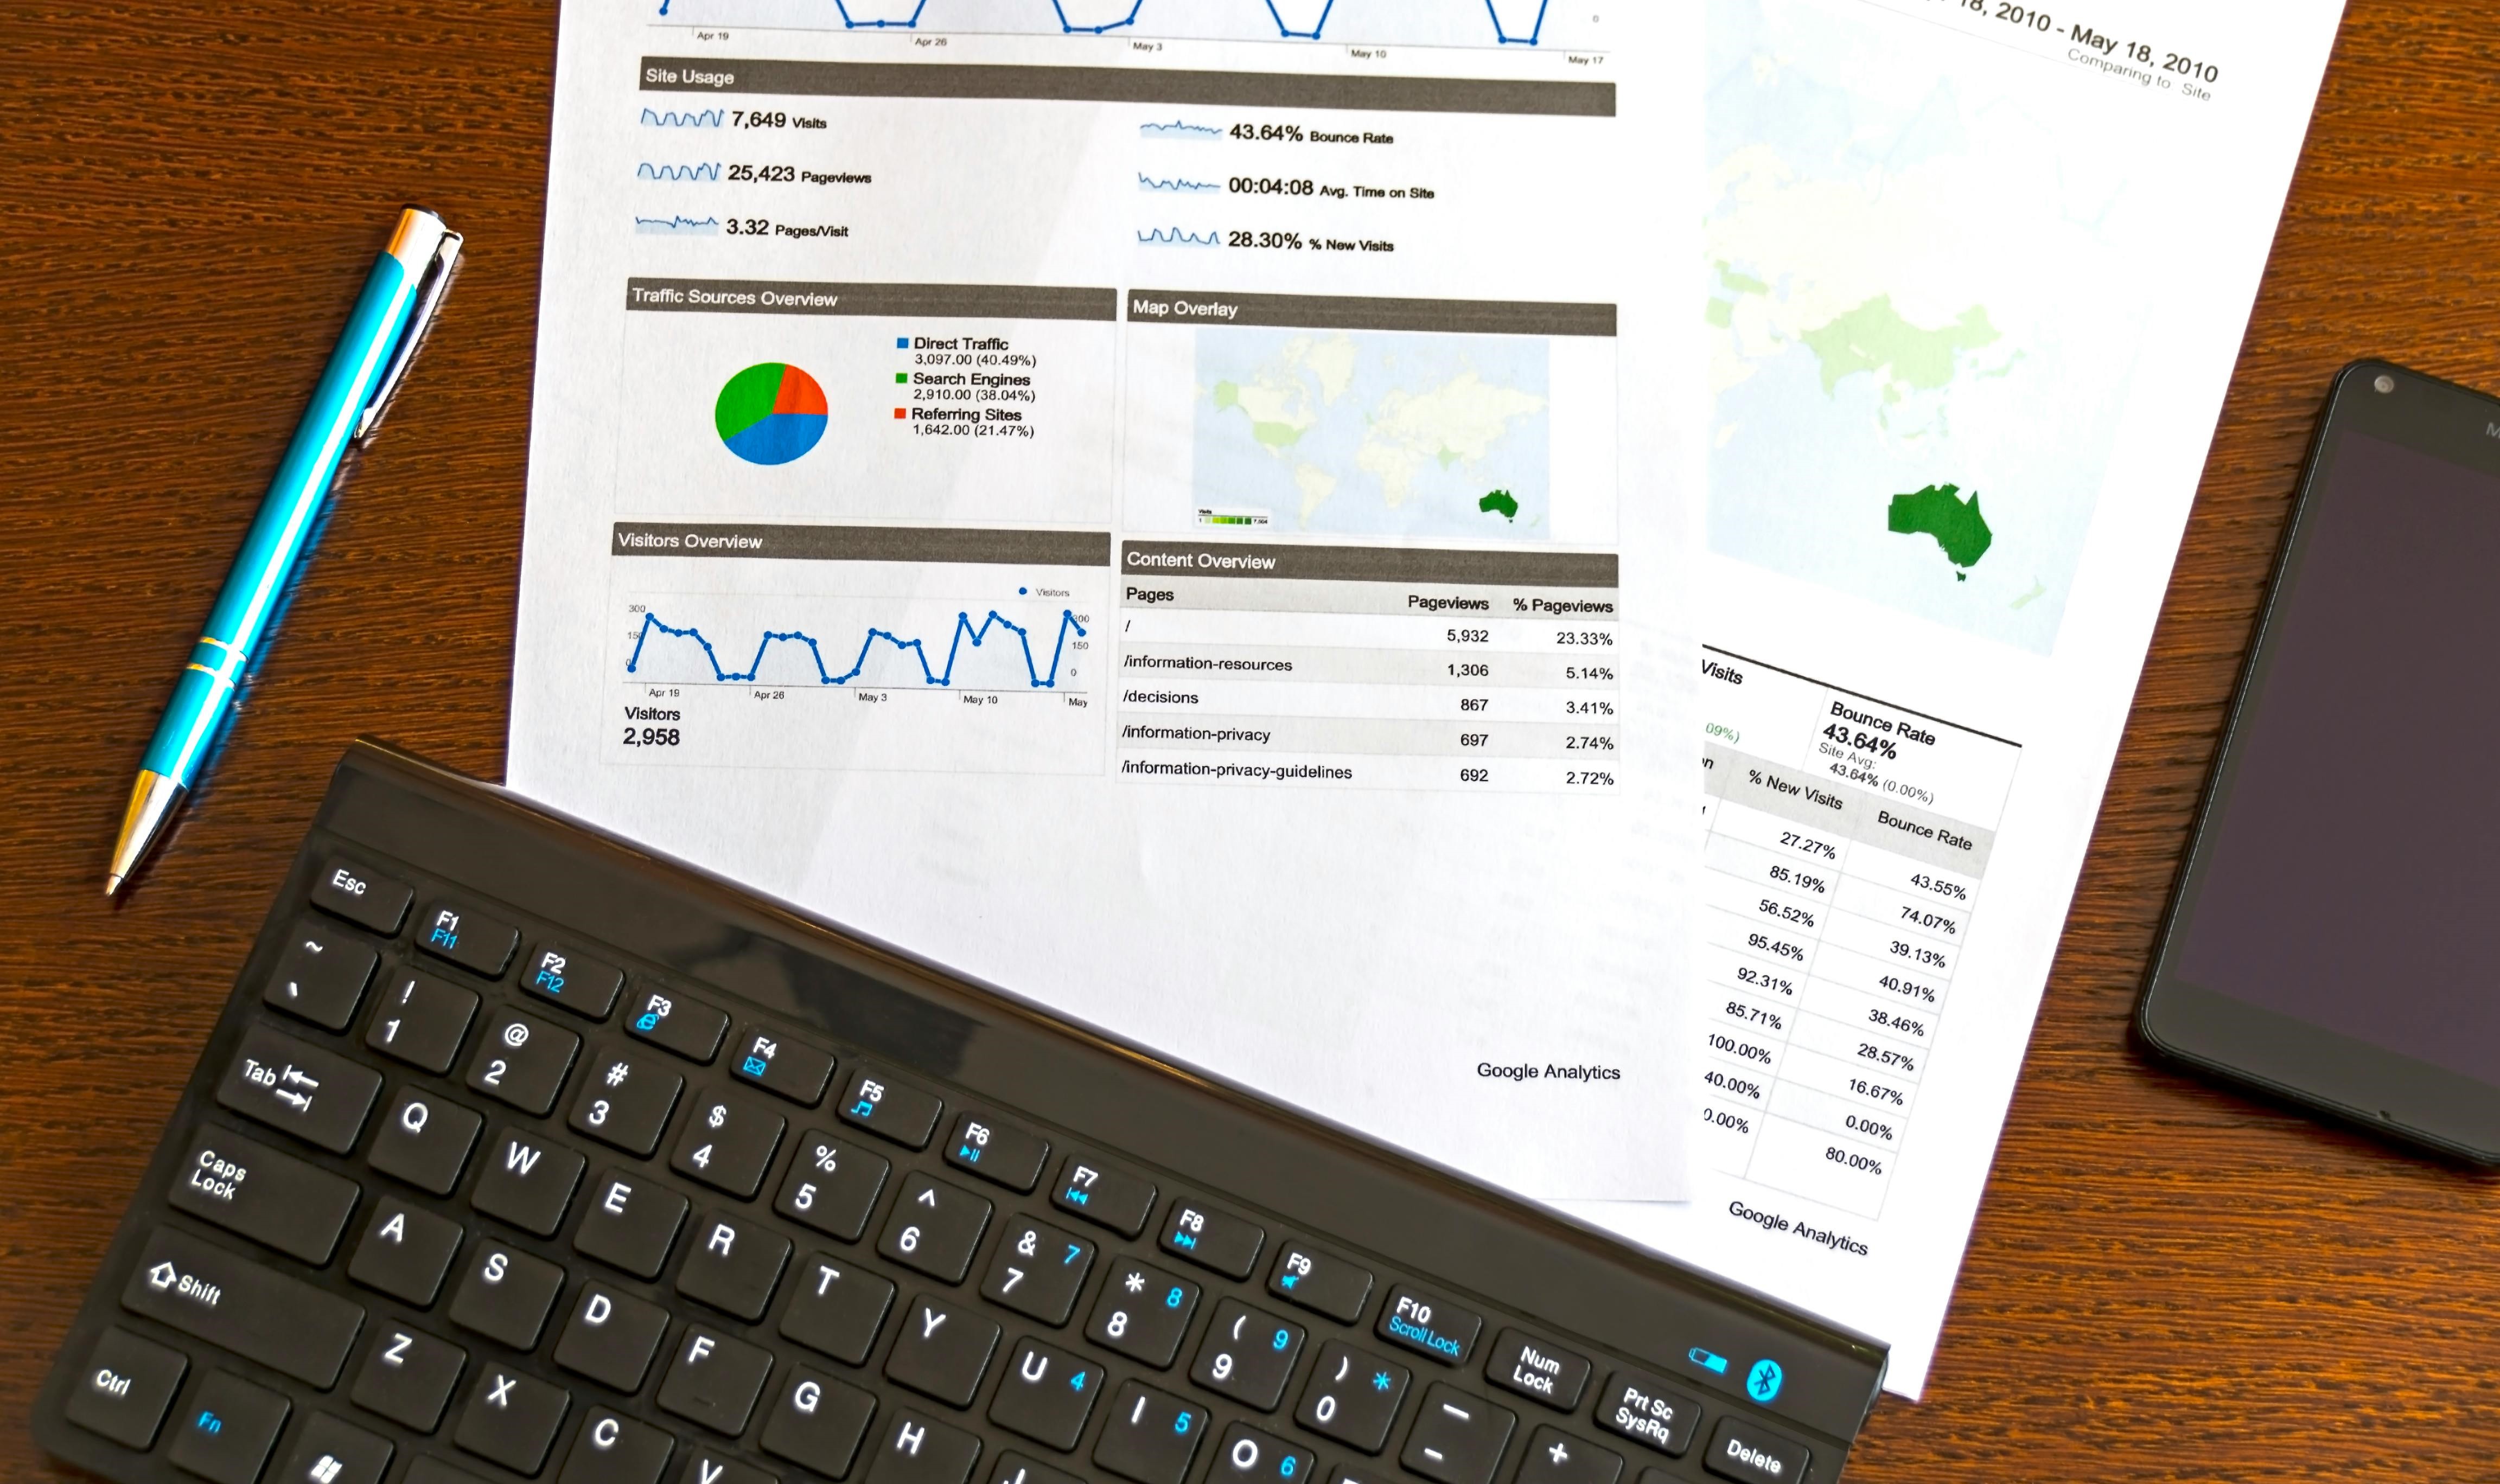 Apr 19
Apr 26
May 3
May 10
May 17
0
Site Usage
7,649 Visits
43.64% Bounce Rate
25,423 Pageviews
00:04:08 Avg. Time on Site
3.32 Pages/Visit
28.30% % New Visits
Traffic Sources Overview
Direct Traffic
3,097.00 (40.49%)
Search Engines
2,910.00 (38.04%)
Referring Sites
1,642.00 (21.47%)
Map Overlay
Visits
1 7,504
Visitors Overview
Visitors
300
150
0
300
150
0
Apr 19
Apr 26
May 3
May 10
May
Visitors
2,958
Content Overview
Pages Pageviews % Pageviews
/ 5,932 23.33%
/information-resources 1,306 5.14%
/decisions 867 3.41%
/information-privacy 697 2.74%
/information-privacy-guidelines 692 2.72%
Google Analytics
18, 2010 - May 18, 2010
Comparing to Site
Visits
09%)
Bounce Rate
43.64%
Site Avg:
43.64% (0.00%)
% New Visits Bounce Rate
27.27% 43.55%
85.19% 74.07%
56.52% 39.13%
95.45% 40.91%
92.31% 38.46%
85.71% 28.57%
100.00% 16.67%
40.00% 0.00%
0.00% 80.00%
Google Analytics
Esc
F1
F11
F2
F12
F3
F4
F5
F6
F7
F8
F9
F10
Scroll Lock
Num
Lock
Prt Sc
SysRq
Delete
~
`
!
1
@
2
#
3
$
4
%
5
^
6
&
7 7
*
8 8
(
9 9
)
0 *
—
-
+
Tab
Q
W
E
R
T
Y
U 4
I 5
O 6
Caps
Lock
A
S
D
F
G
H
J
Shift
Z
X
C
V
Ctrl
Fn